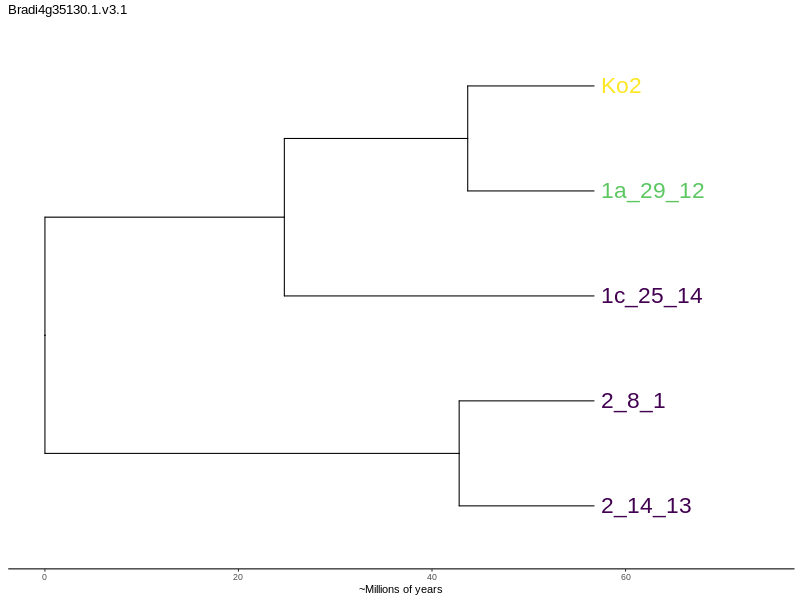 Bradi4g35130.1.v3.1
Ko2
1a_29_12
1c_25_14
2_8_1
2_14_13
0 20 40 60
~Millions of years